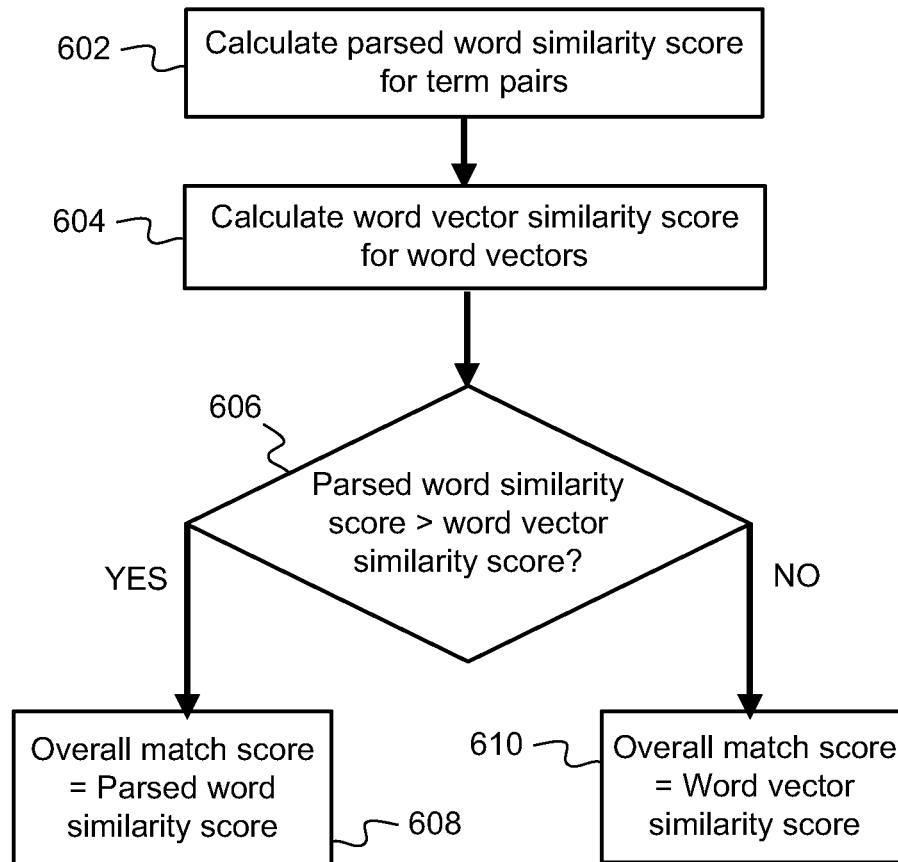 602
Calculate parsed word similarity score
for term pairs
604
Calculate word vector similarity score
for word vectors
606
Parsed word similarity
score > word vector
similarity score?
YES
NO
Overall match score
= Parsed word
similarity score
608
610
Overall match score
= Word vector
similarity score